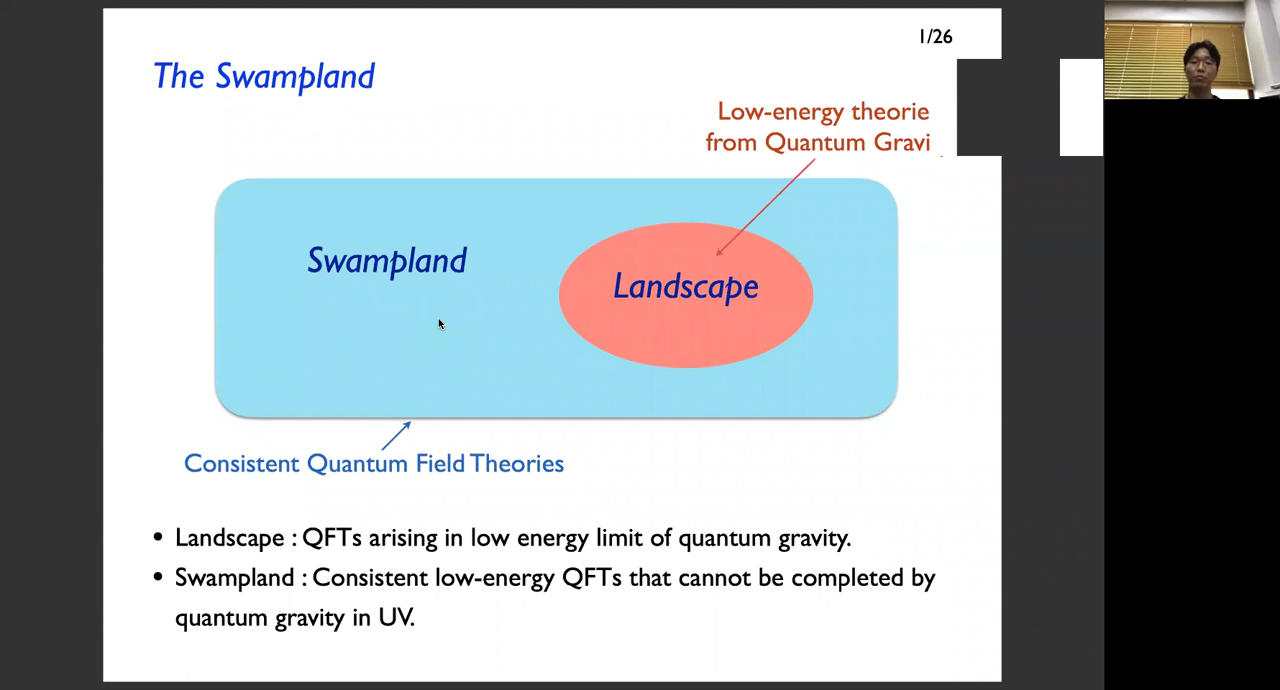 1/26
The Swampland
Low-energy theorie
from Quantum Gravi
Swampland
Landscape
Consistent Quantum Field Theories
• Landscape : QFTs arising in low energy limit of quantum gravity.
• Swampland : Consistent low-energy QFTs that cannot be completed by
quantum gravity in UV.